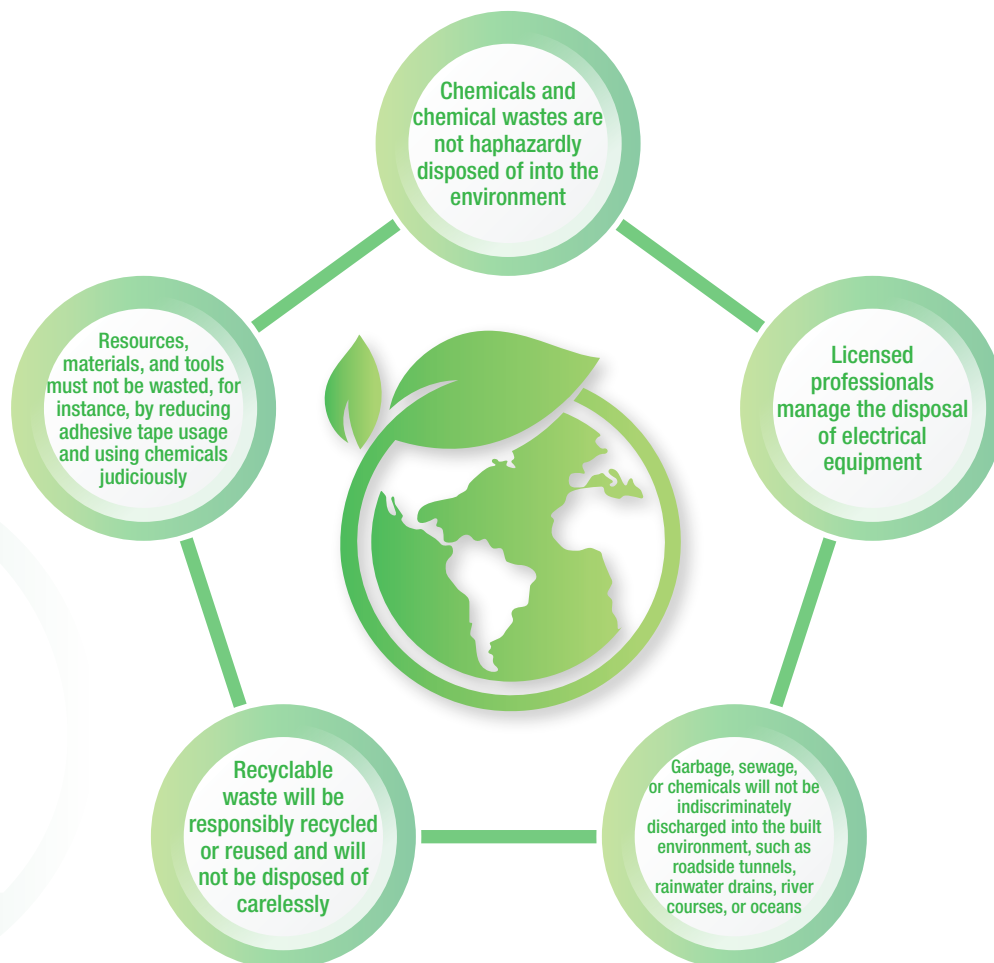 Chemicals and
chemical wastes are
not haphazardly
disposed of into the
environment
Resources,
materials, and tools
must not be wasted, for
instance, by reducing
adhesive tape usage
and using chemicals
judiciously
Licensed
professionals
manage the disposal
of electrical
equipment
Recyclable
waste will be
responsibly recycled
or reused and will
not be disposed of
carelessly
Garbage, sewage,
or chemicals will not be
indiscriminately
discharged into the built
environment, such as
roadside tunnels,
rainwater drains, river
courses, or oceans